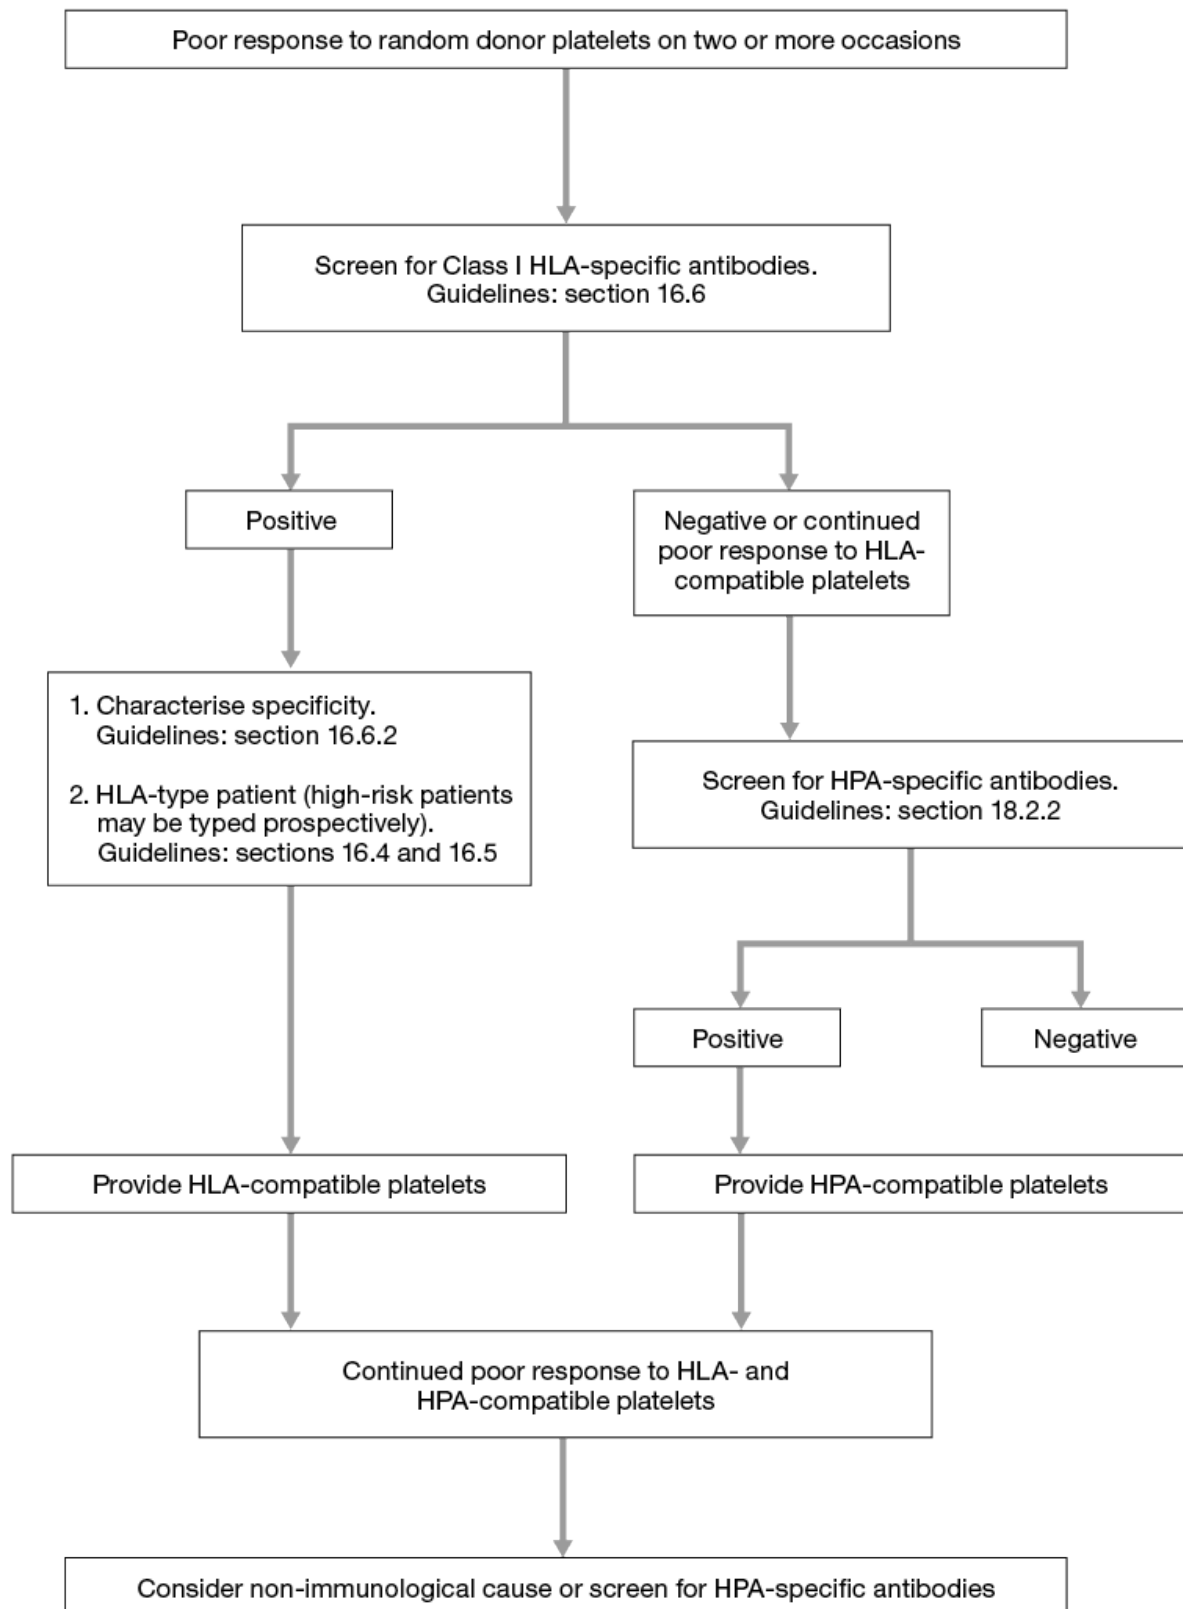 Poor response to random donor platelets on two or more occasions
Screen for Class I HLA-specific antibodies.
Guidelines: section 16.6
Positive
Negative or continued
poor response to HLA-
compatible platelets
1. Characterise specificity.
Guidelines: section 16.6.2
2. HLA-type patient (high-risk patients
may be typed prospectively).
Guidelines: sections 16.4 and 16.5
Screen for HPA-specific antibodies.
Guidelines: section 18.2.2
Positive
Negative
Provide HLA-compatible platelets
Provide HPA-compatible platelets
Continued poor response to HLA- and
HPA-compatible platelets
Consider non-immunological cause or screen for HPA-specific antibodies